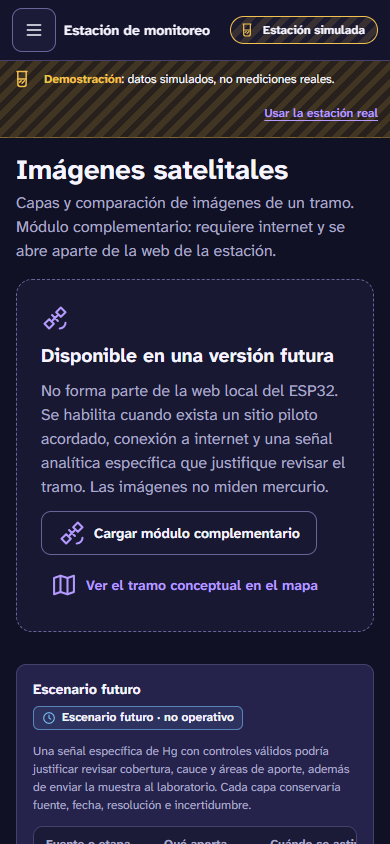 Estación de monitoreo
Estación simulada
Demostración: datos simulados, no mediciones reales.
Usar la estación real
Imágenes satelitales
Capas y comparación de imágenes de un tramo.
Módulo complementario: requiere internet y se
abre aparte de la web de la estación.
Disponible en una versión futura
No forma parte de la web local del ESP32.
Se habilita cuando exista un sitio piloto
acordado, conexión a internet y una señal
analítica específica que justifique revisar el
tramo. Las imágenes no miden mercurio.
Cargar módulo complementario
Ver el tramo conceptual en el mapa
Escenario futuro
Escenario futuro · no operativo
Una señal específica de Hg con controles válidos podría
justificar revisar cobertura, cauce y áreas de aporte, además
de enviar la muestra al laboratorio. Cada capa conservaría
fuente, fecha, resolución e incertidumbre.
Evento o etapa Qué aporta Cuándo se